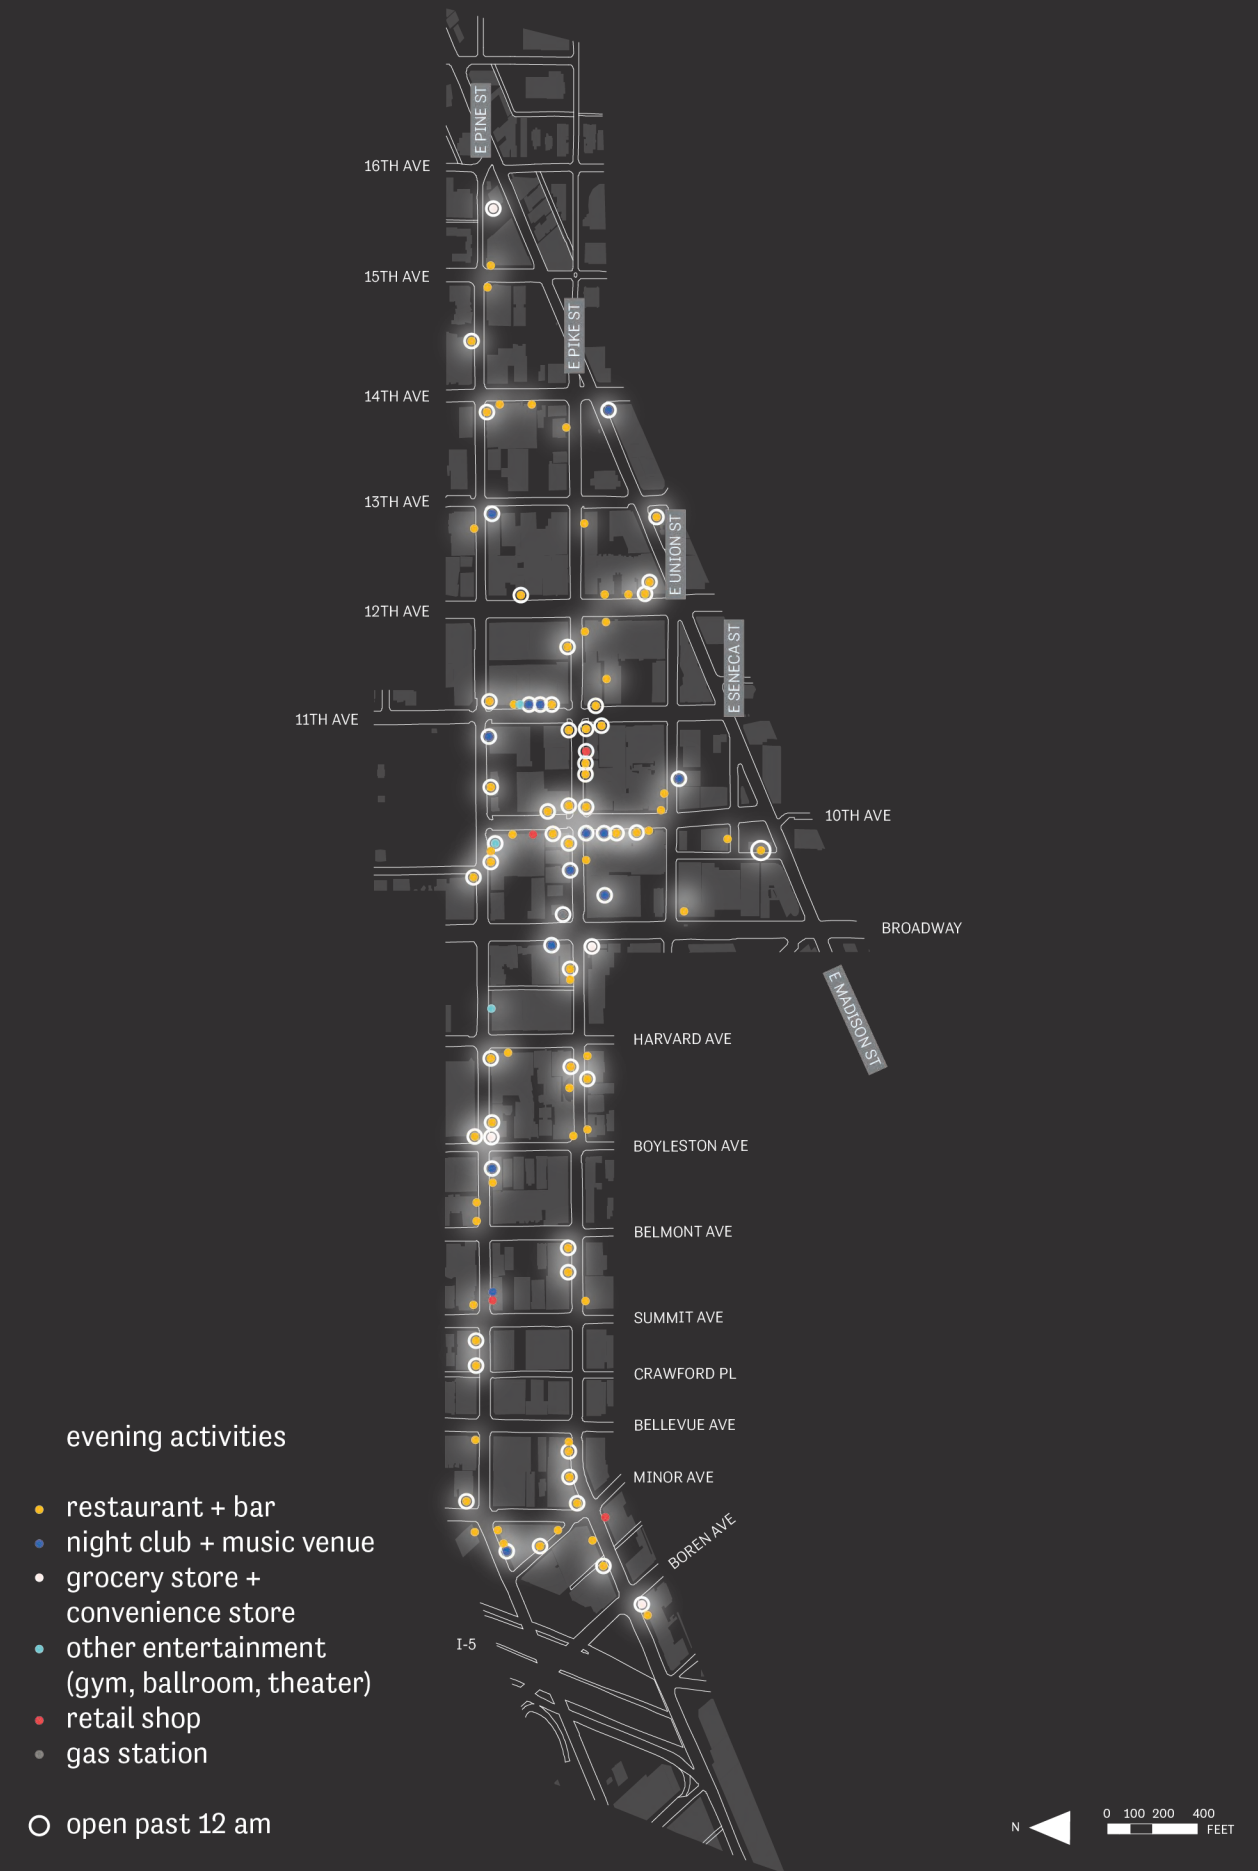 E PINE ST
16TH AVE
15TH AVE
E PIKE ST
14TH AVE
13TH AVE
E UNION ST
12TH AVE
E SENECA ST
11TH AVE
10TH AVE
BROADWAY
E MADISON ST
HARVARD AVE
BOYLESTON AVE
BELMONT AVE
SUMMIT AVE
CRAWFORD PL
BELLEVUE AVE
MINOR AVE
BOREN AVE
I-5
evening activities
restaurant + bar
night club + music venue
grocery store +
convenience store
other entertainment
(gym, ballroom, theater)
retail shop
gas station
open past 12 am
N
0 100 200 400
FEET